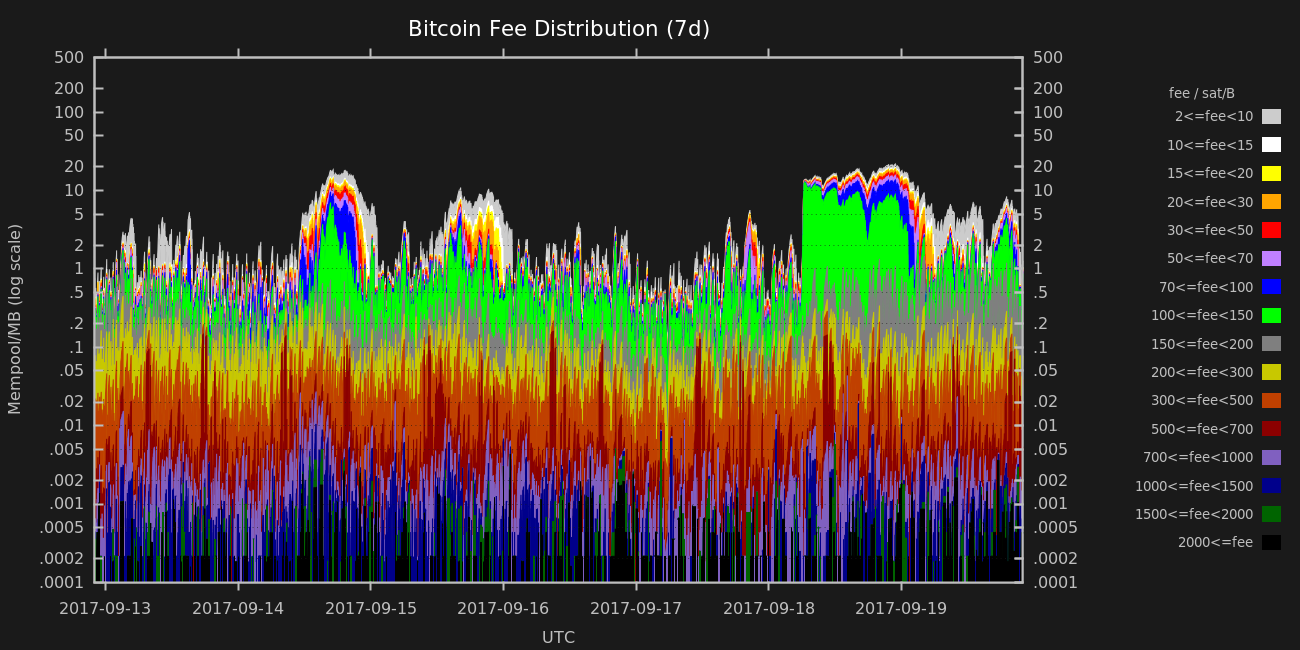 Bitcoin Fee Distribution (7d)
500
200
100
50
20
10
5
2
1
.5
.2
.1
.05
.02
.01
.005
.002
.001
.0005
.0002
.0001
Mempool/MB (log scale)
500
200
100
50
20
10
5
2
1
.5
.2
.1
.05
.02
.01
.005
.002
.001
.0005
.0002
.0001
2017-09-13
2017-09-14
2017-09-15
2017-09-16
2017-09-17
2017-09-18
2017-09-19
UTC
fee / sat/B
2<=fee<10
10<=fee<15
15<=fee<20
20<=fee<30
30<=fee<50
50<=fee<70
70<=fee<100
100<=fee<150
150<=fee<200
200<=fee<300
300<=fee<500
500<=fee<700
700<=fee<1000
1000<=fee<1500
1500<=fee<2000
2000<=fee